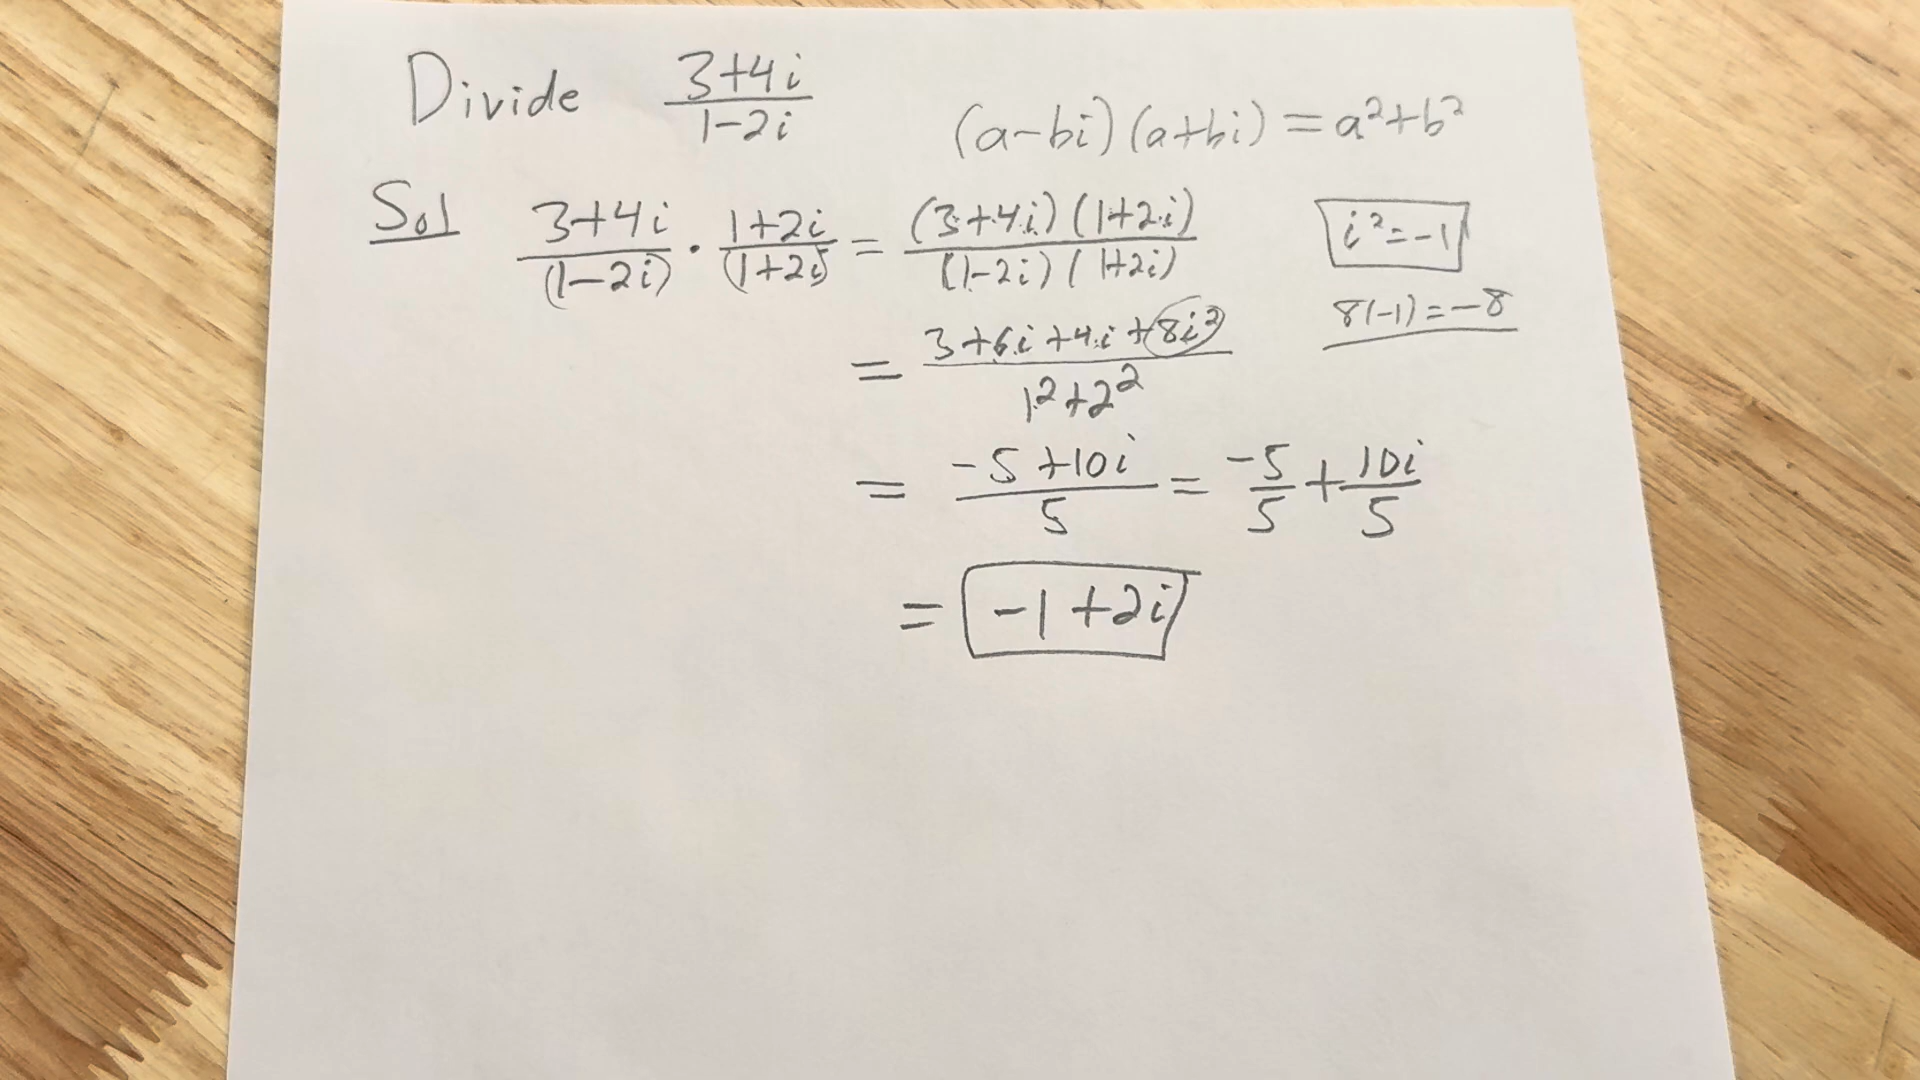 Divide (3+4i)/(1-2i)
(a-bi)(a+bi) = a²+b²
Sol (3+4i)/(1-2i) · (1+2i)/(1+2i) = (3+4i)(1+2i)/(1-2i)(1+2i)
i² = -1
8(-1) = -8
= (3+6i+4i+8i²)/(1²+2²)
= (-5+10i)/5 = -5/5 + 10i/5
= -1+2i